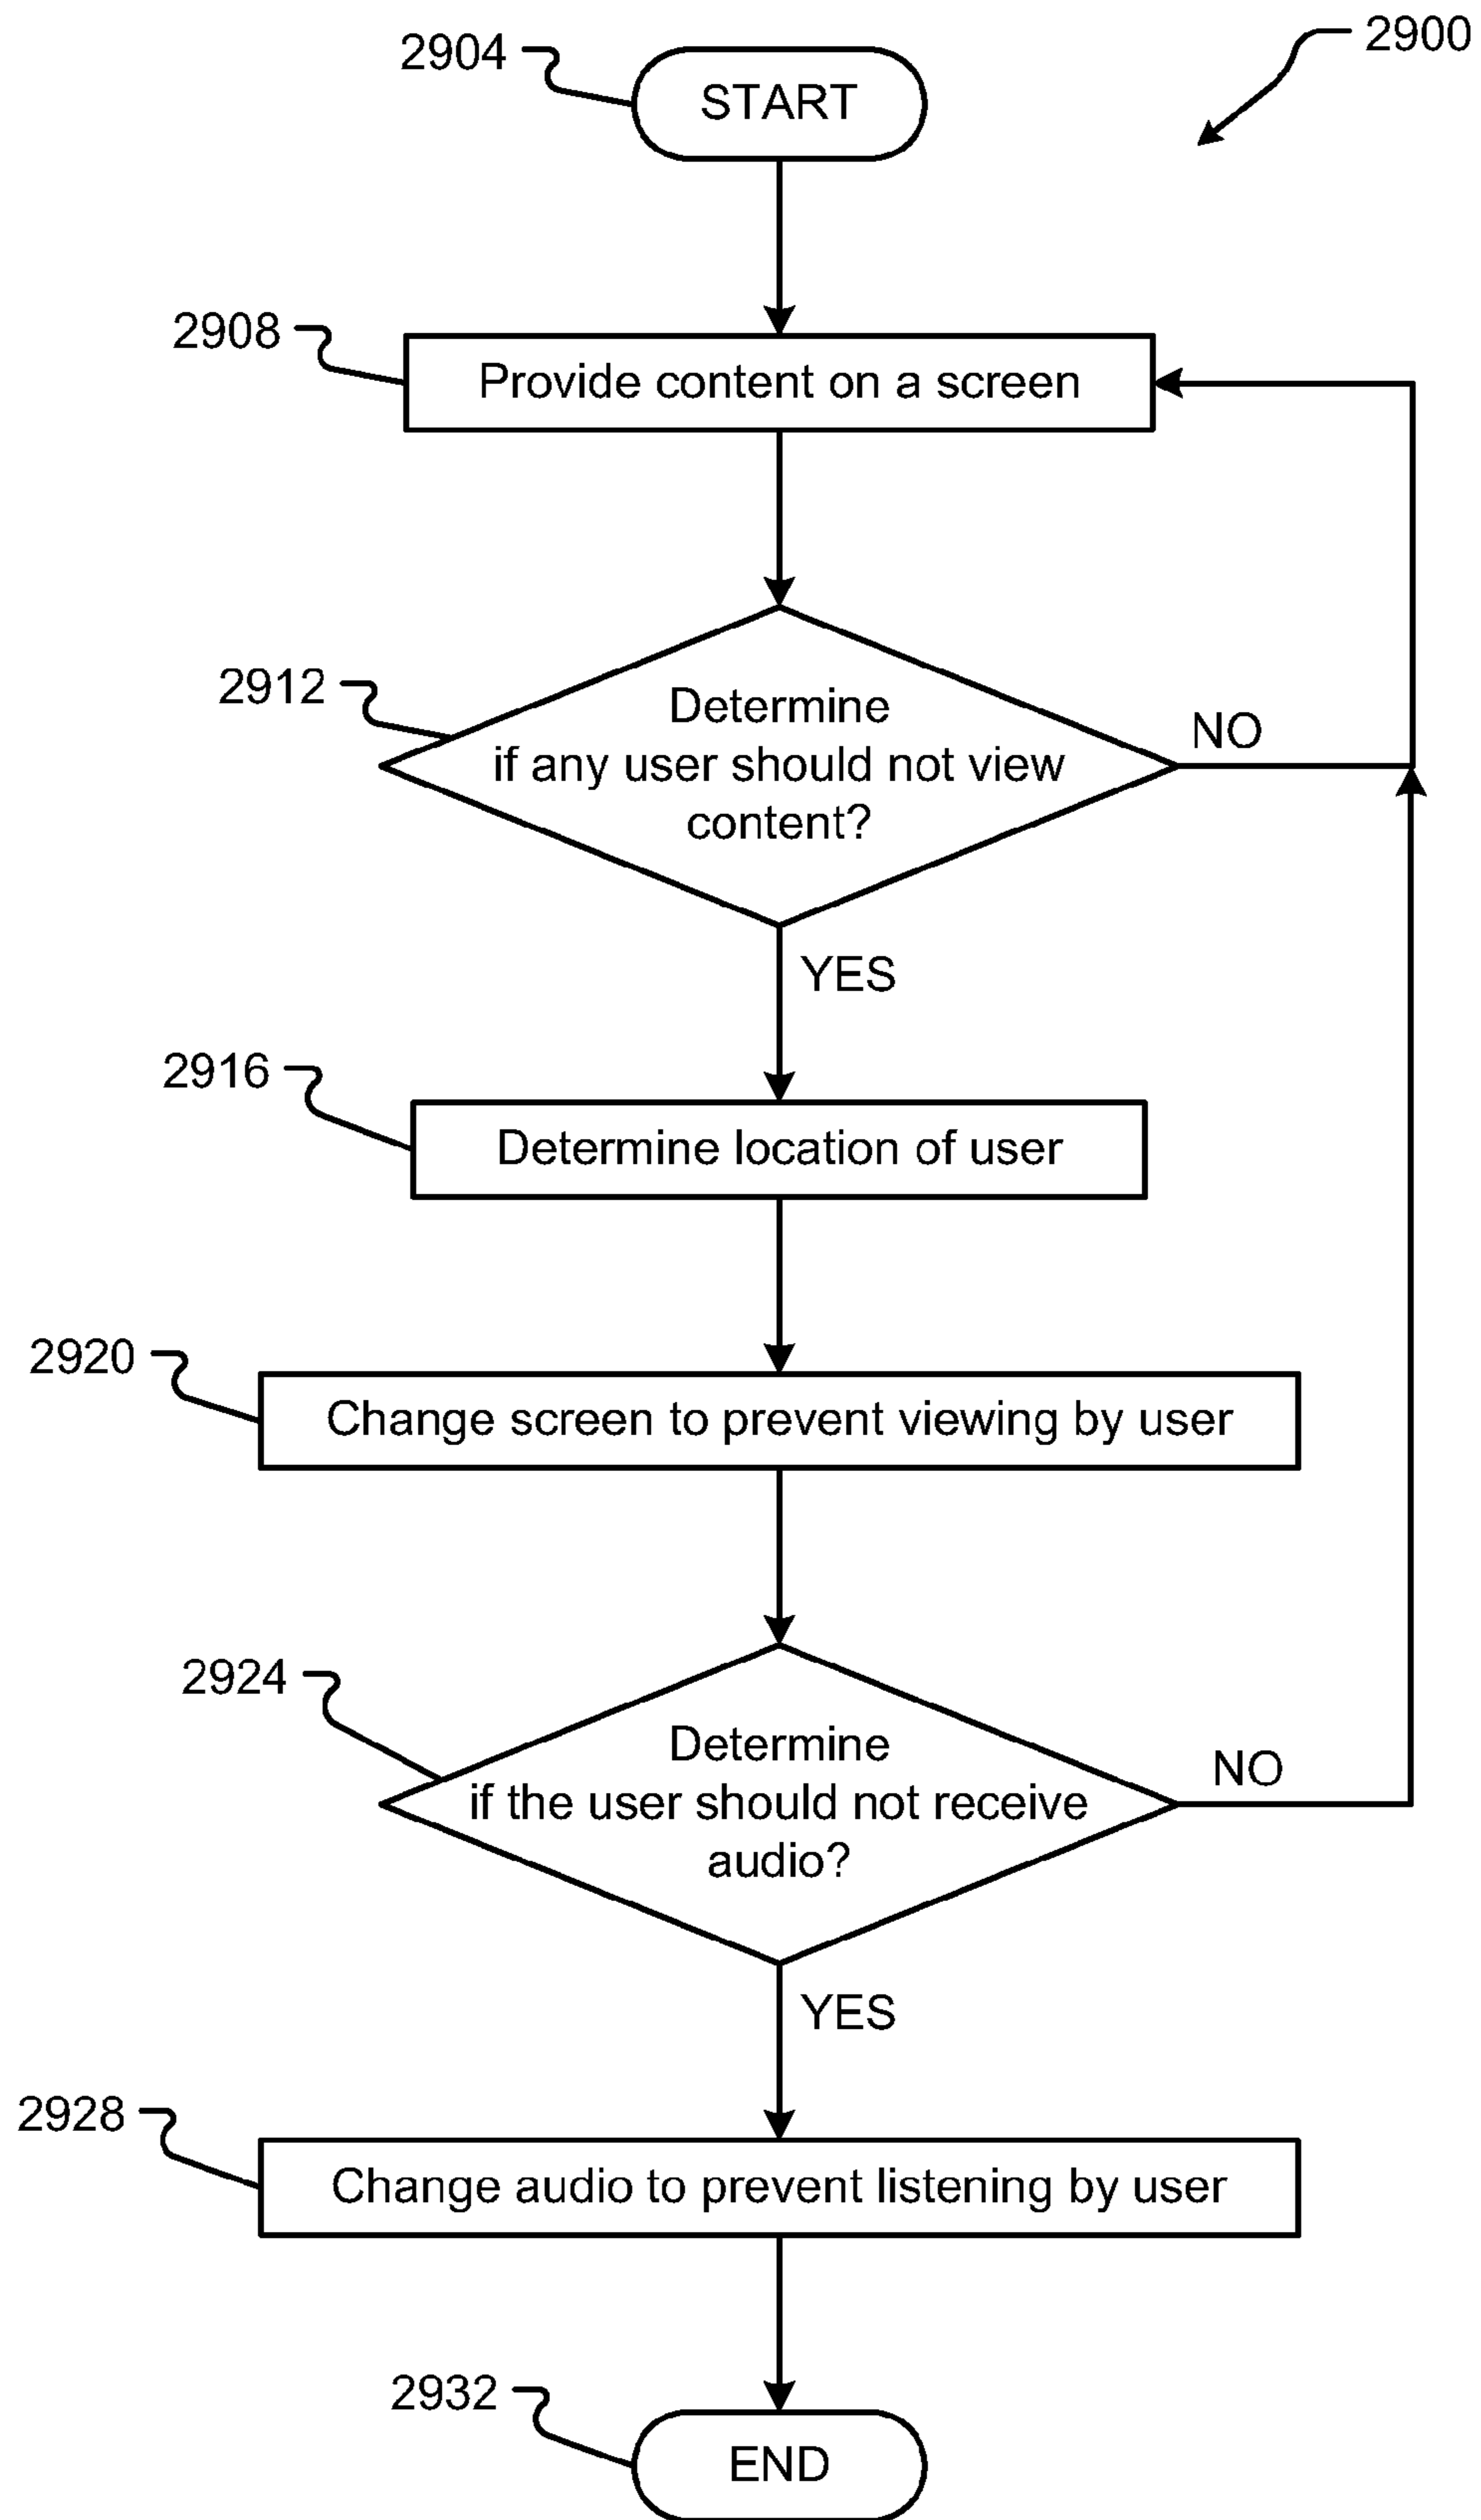 2900
2904
START
2908
Provide content on a screen
2912
Determine
if any user should not view
content?
NO
YES
2916
Determine location of user
2920
Change screen to prevent viewing by user
2924
Determine
if the user should not receive
audio?
NO
YES
2928
Change audio to prevent listening by user
2932
END